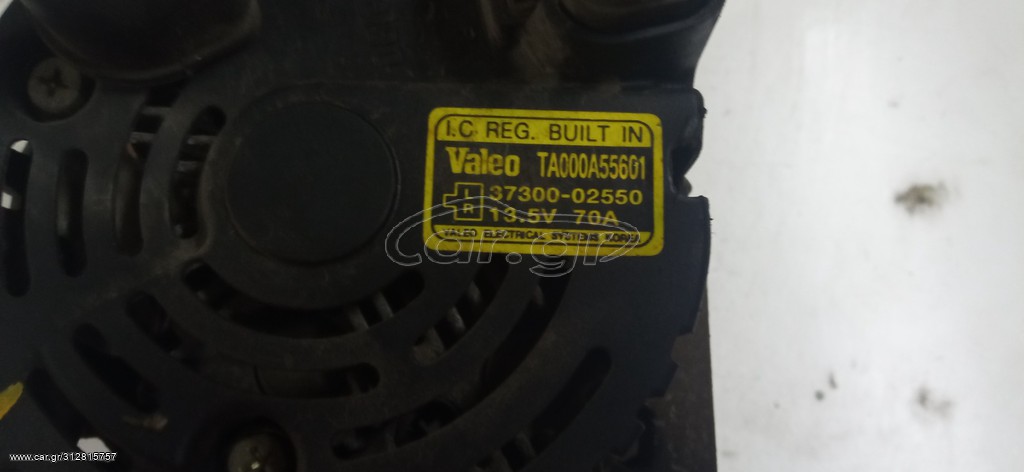 I.C. REG. BUILT IN
Valeo TA000A55601
L
R
37300-02550
13.5V 70A
VALEO ELECTRICAL SYSTEMS KOREA
car.gr
www.car.gr/312815757